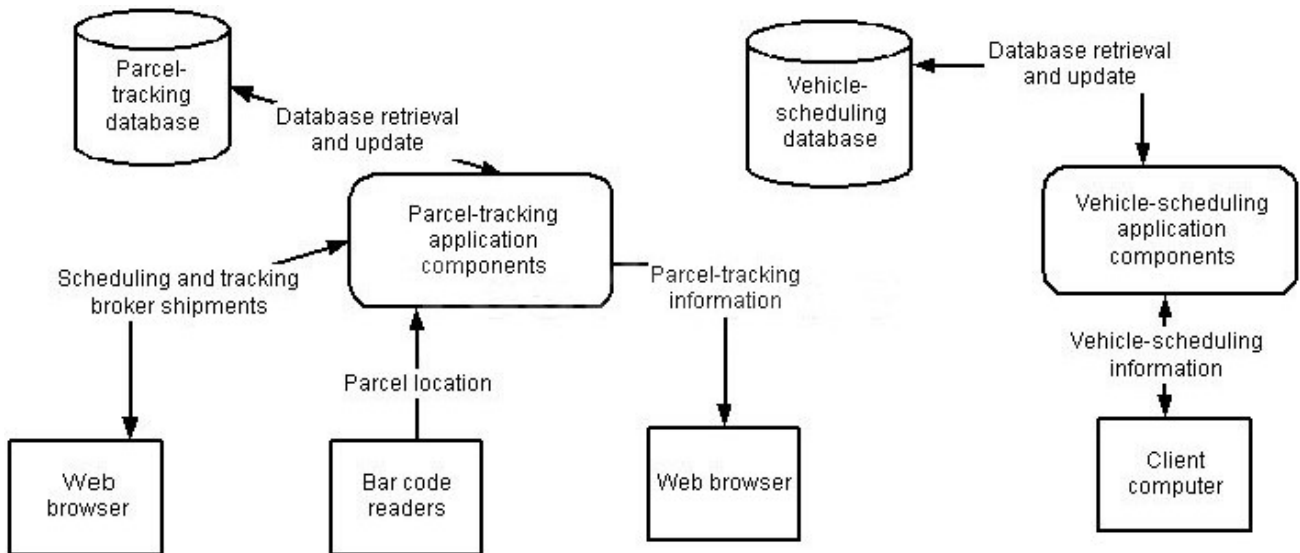 Parcel-
tracking
database
Database retrieval
and update
Parcel-tracking
application
components
Scheduling and tracking
broker shipments
Parcel location
Parcel-tracking
information
Web
browser
Bar code
readers
Web browser
Vehicle-
scheduling
database
Database retrieval
and update
Vehicle-scheduling
application
components
Vehicle-scheduling
information
Client
computer